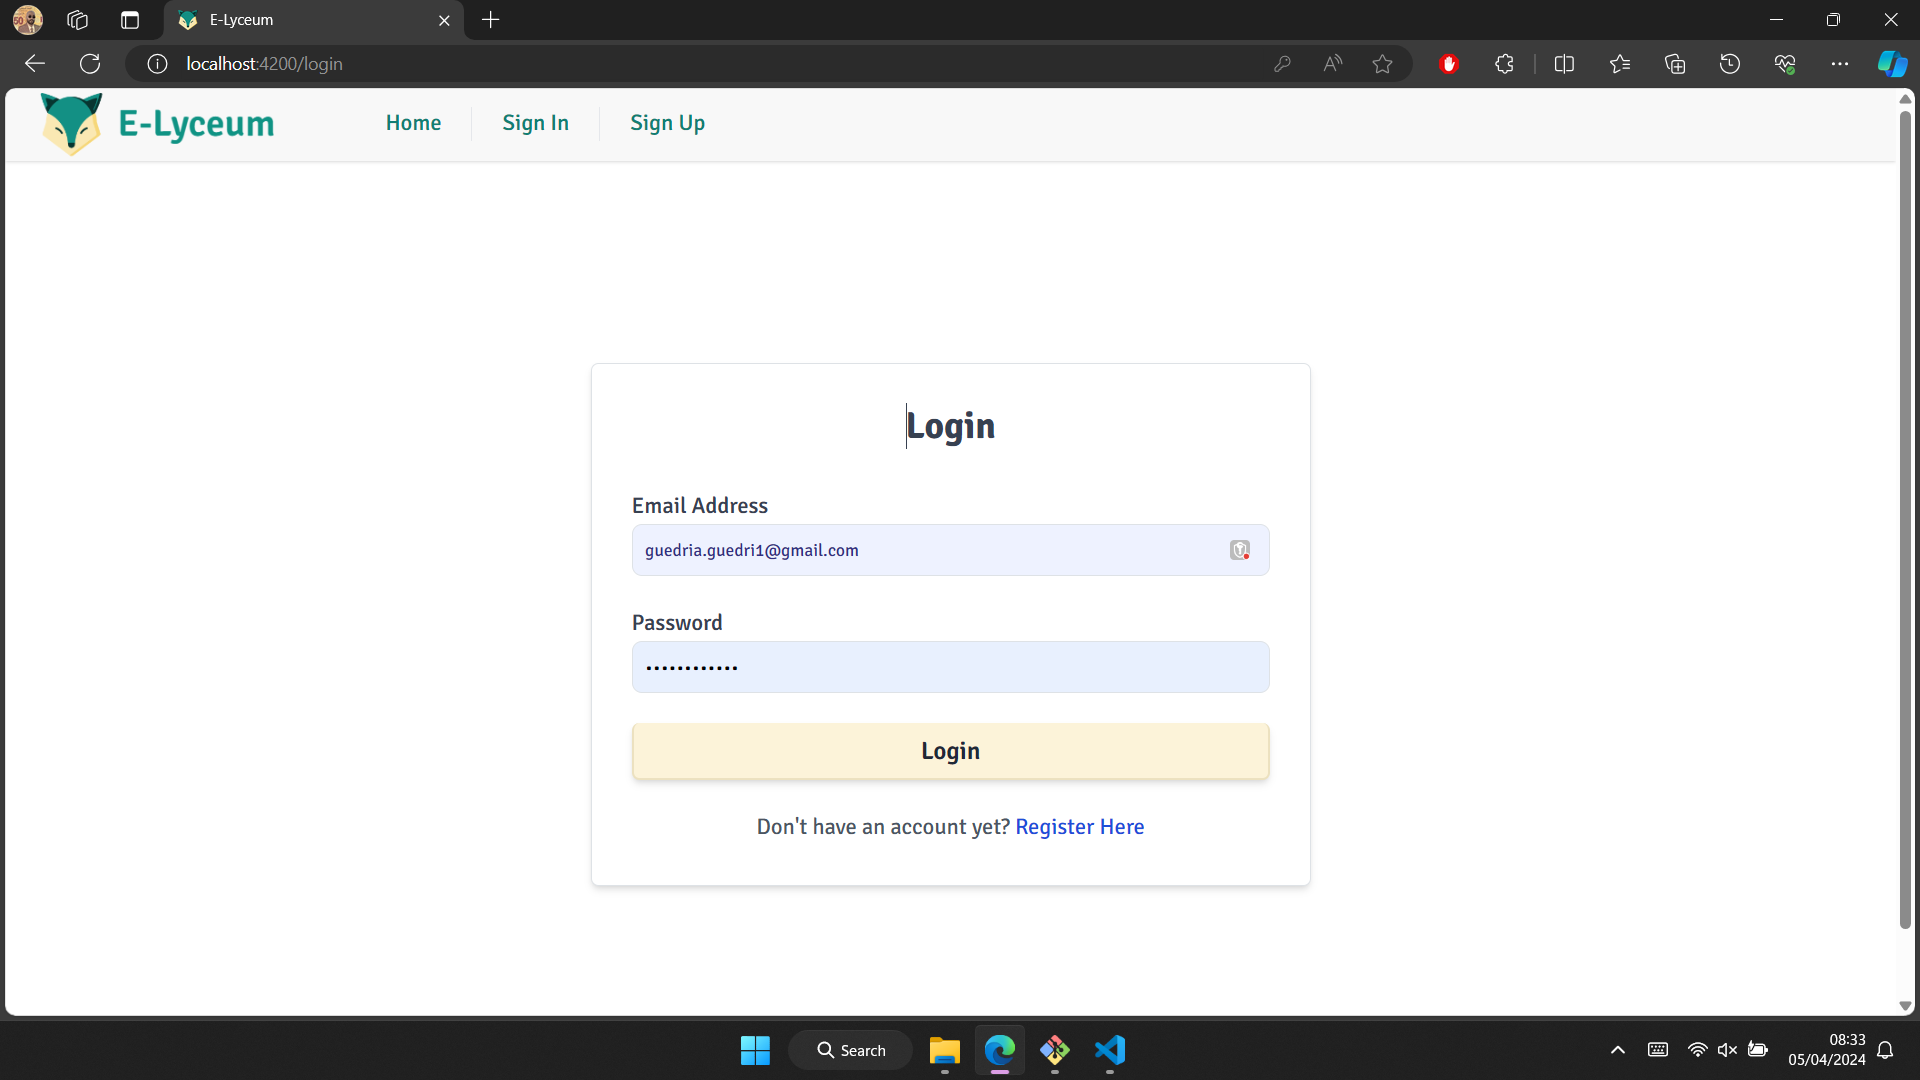 E-Lyceum
localhost:4200/login
E-Lyceum
Home
Sign In
Sign Up
Login
Email Address
guedria.guedri1@gmail.com
Password
••••••••••••
Login
Don't have an account yet? Register Here
Search
08:33
05/04/2024